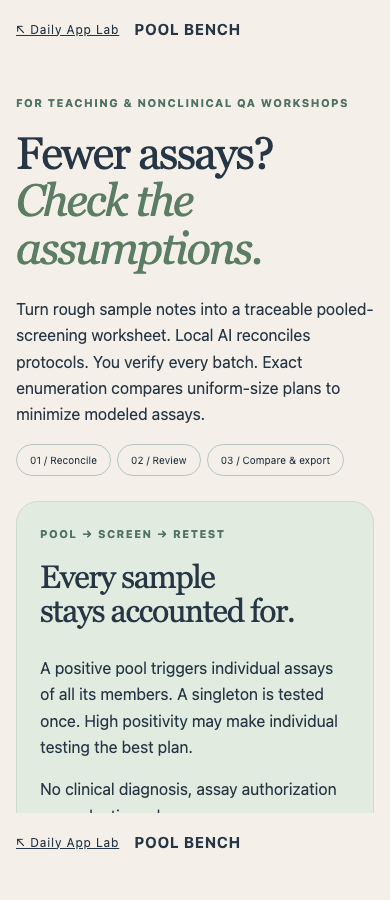 ↖ Daily App Lab POOL BENCH
FOR TEACHING & NONCLINICAL QA WORKSHOPS
Fewer assays?
Check the
assumptions.
Turn rough sample notes into a traceable pooled-
screening worksheet. Local AI reconciles
protocols. You verify every batch. Exact
enumeration compares uniform-size plans to
minimize modeled assays.
01 / Reconcile 02 / Review 03 / Compare & export
POOL → SCREEN → RETEST
Every sample
stays accounted for.
A positive pool triggers individual assays
of all its members. A singleton is tested
once. High positivity may make individual
testing the best plan.
No clinical diagnosis, assay authorization
↖ Daily App Lab POOL BENCH